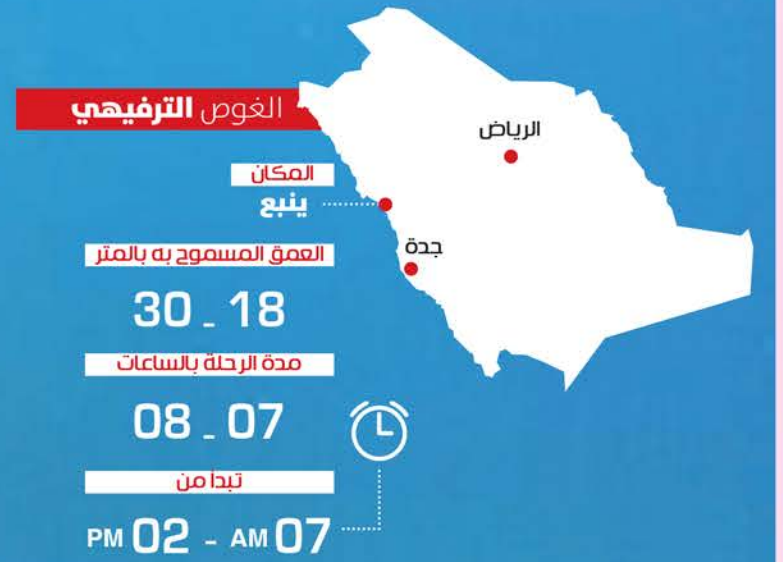 الغوص الترفيهي
الرياض
المكان
ينبع
جدة
العمق المسموح به بالمتر
18 - 30
مدة الرحلة بالساعات
07 - 08
تبدأ من
07 AM - 02 PM